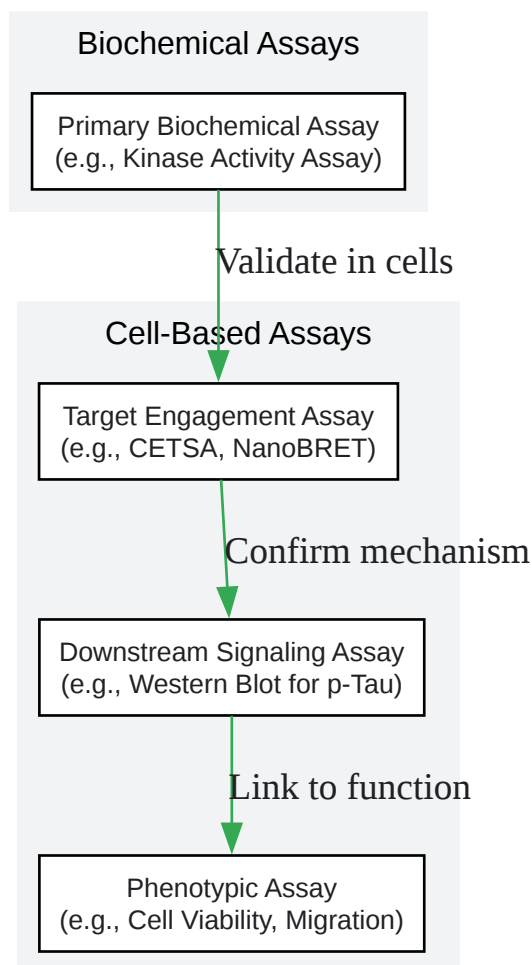 Biochemical Assays
Primary Biochemical Assay
(e.g., Kinase Activity Assay)
Validate in cells
Cell-Based Assays
Target Engagement Assay
(e.g., CETSA, NanoBRET)
Confirm mechanism
Downstream Signaling Assay
(e.g., Western Blot for p-Tau)
Link to function
Phenotypic Assay
(e.g., Cell Viability, Migration)